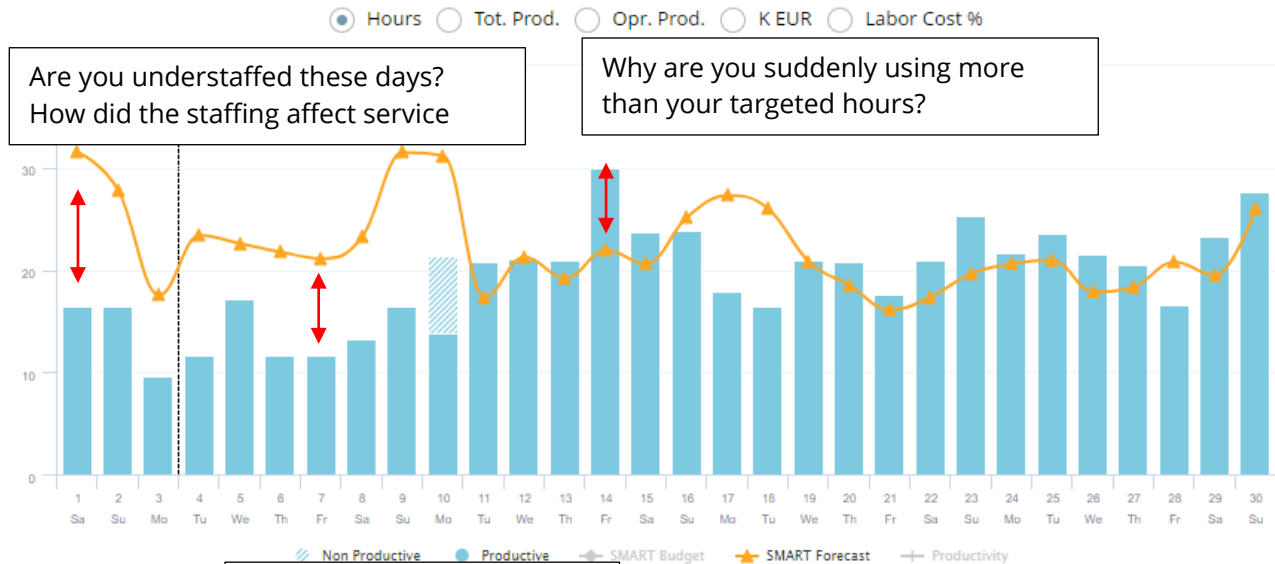 Hours Tot. Prod. Opr. Prod. K EUR Labor Cost %
Are you understaffed these days?
How did the staffing affect service
Why are you suddenly using more
than your targeted hours?
30
20
10
0
1 2 3 4 5 6 7 8 9 10 11 12 13 14 15 16 17 18 19 20 21 22 23 24 25 26 27 28 29 30
Sa Su Mo Tu We Th Fr Sa Su Mo Tu We Th Fr Sa Su Mo Tu We Th Fr Sa Su Mo Tu We Th Fr Sa Su
Non Productive Productive SMART Budget SMART Forecast Productivity